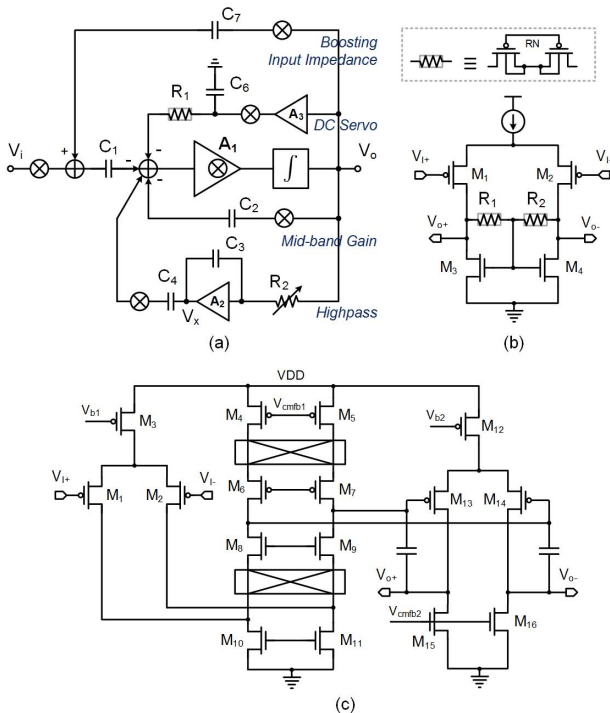 C7
Boosting
Input Impedance
R1
C6
A3
DC Servo
Vi
C1
+
-
-
-
A1
∫
Vo
C2
Mid-band Gain
C3
C4
A2
Vx
R2
Highpass
(a)
RN
≡
VI+
M1
M2
VI-
R1
R2
Vo+
Vo-
M3
M4
(b)
VDD
Vb1
M3
M4
Vcmfb1
M5
Vb2
M12
VI+
M1
M2
VI-
M6
M7
M13
M14
M8
M9
Vo+
Vo-
Vcmfb2
M15
M16
M10
M11
(c)